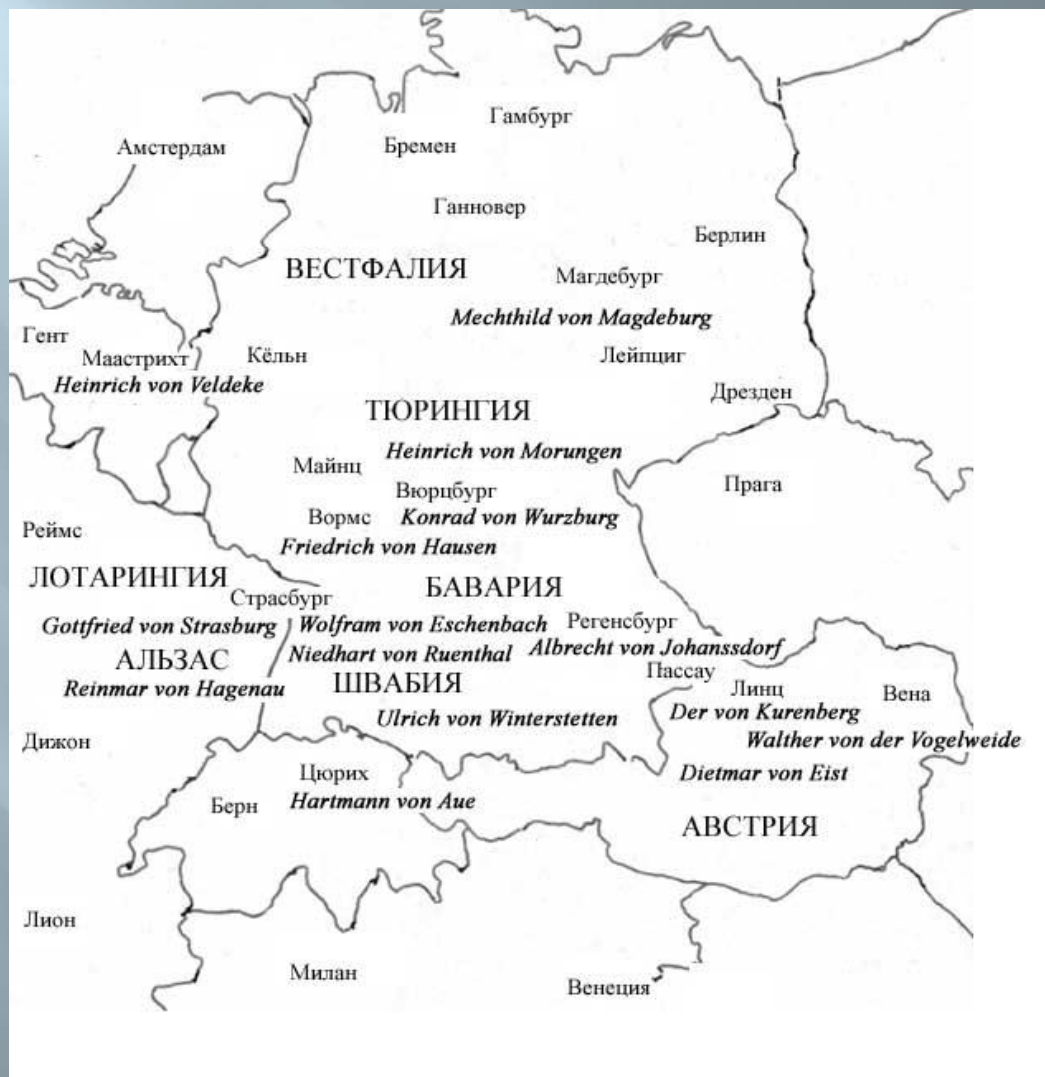 Гамбург
Бремен
Амстердам
Ганновер
Берлин
ВЕСТФАЛИЯ
Магдебург
Mechthild von Magdeburg
Гент
Маастрихт
Кёльн
Лейпциг
Heinrich von Veldeke
Дрезден
ТЮРИНГИЯ
Heinrich von Morungen
Майнц
Прага
Вюрцбург
Вормс
Konrad von Wurzburg
Реймс
Friedrich von Hausen
ЛОТАРИНГИЯ
БАВАРИЯ
Страсбург
Gottfried von Strasburg
Wolfram von Eschenbach
Регенсбург
Niedhart von Ruenthal
Albrecht von Johanssdorf
АЛЬЗАС
Пассау
Reinmar von Hagenau
ШВАБИЯ
Линц
Вена
Ulrich von Winterstetten
Der von Kurenberg
Дижон
Walther von der Vogelweide
Цюрих
Dietmar von Eist
Берн
Hartmann von Aue
АВСТРИЯ
Лион
Милан
Венеция